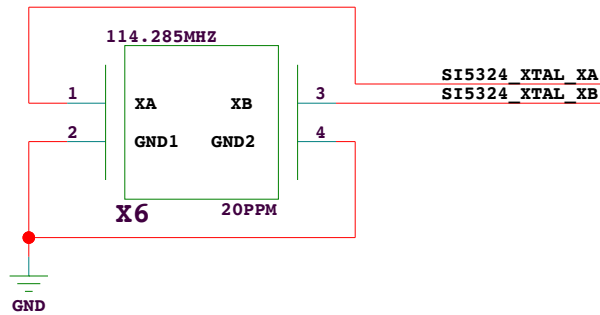 114.285MHZ
SI5324_XTAL_XA
1 XA XB 3 SI5324_XTAL_XB
2 GND1 GND2 4
X6 20PPM
GND